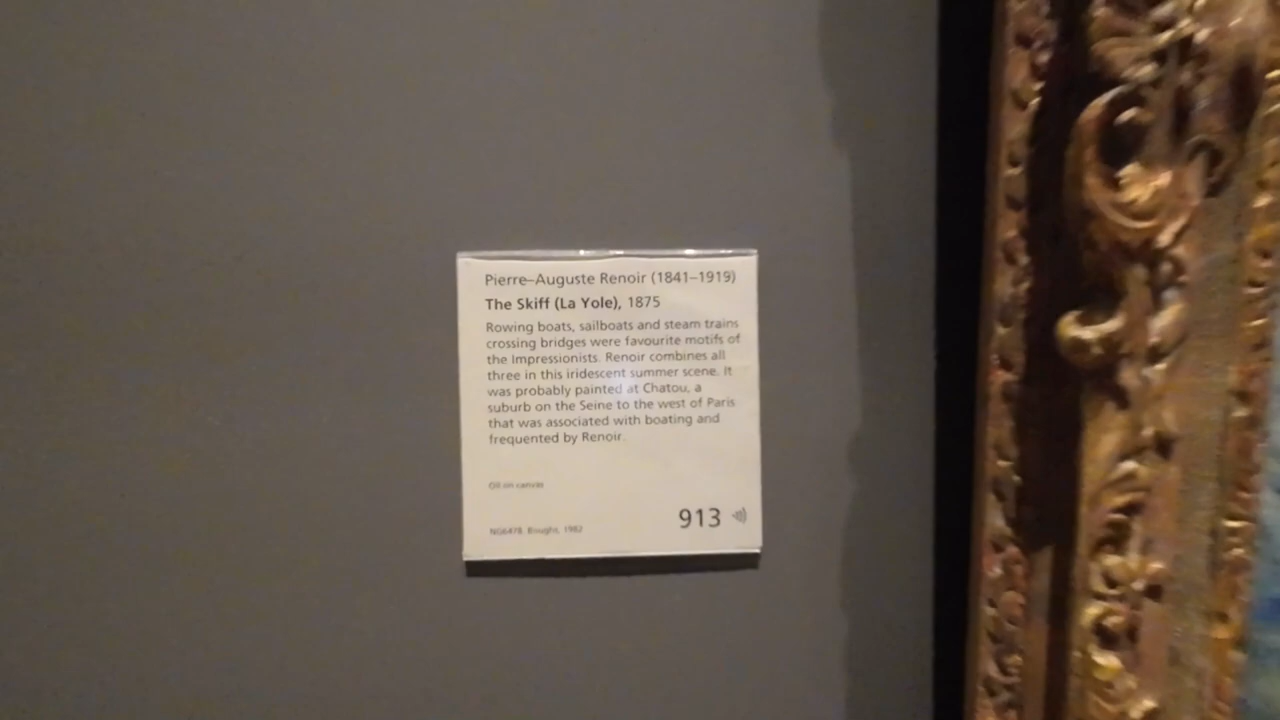 Pierre–Auguste Renoir (1841–1919)
The Skiff (La Yole), 1875
Rowing boats, sailboats and steam trains
crossing bridges were favourite motifs of
the Impressionists. Renoir combines all
three in this iridescent summer scene. It
was probably painted at Chatou, a
suburb on the Seine to the west of Paris
that was associated with boating and
frequented by Renoir.
Oil on canvas
NG6478. Bought, 1982
913